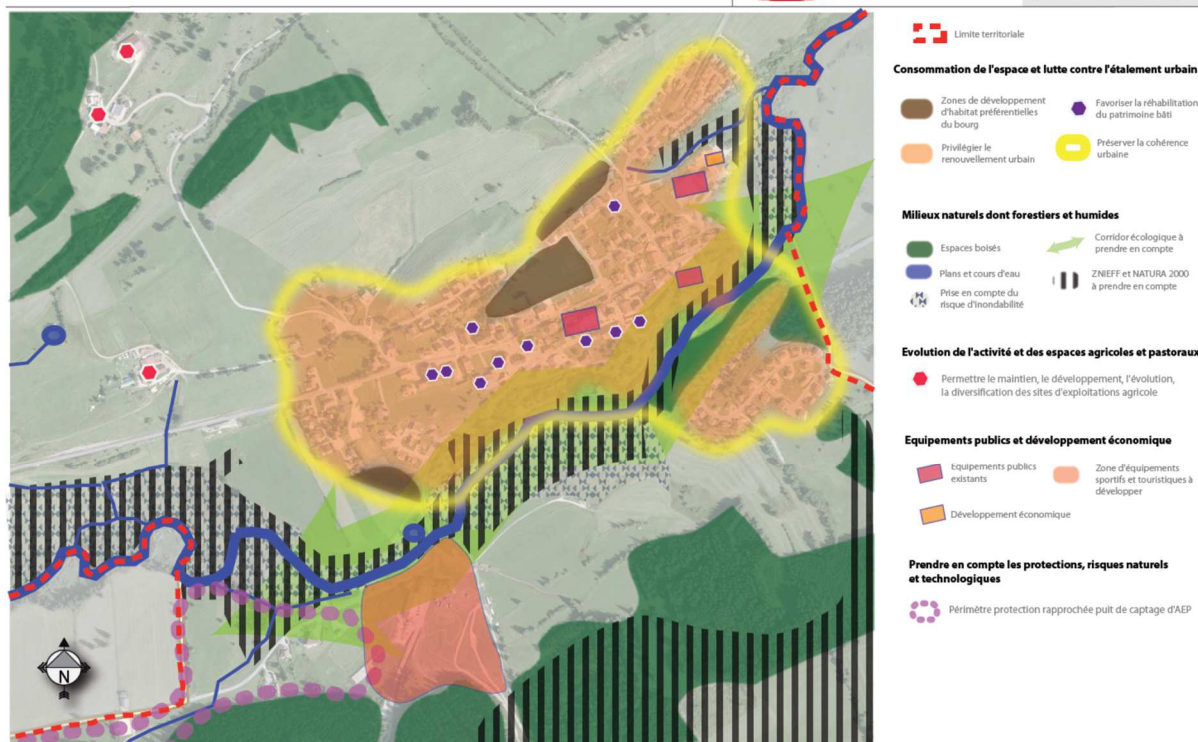 Limite territoriale
Consommation de l'espace et lutte contre l'étalement urbain
Zones de développement
d'habitat préférentielles
du bourg
Favoriser la réhabilitation
du patrimoine bâti
Privilégier le
renouvellement urbain
Préserver la cohérence
urbaine
Milieux naturels dont forestiers et humides
Espaces boisés
Corridor écologique à
prendre en compte
Plans et cours d'eau
ZNIEFF et NATURA 2000
à prendre en compte
Prise en compte du
risque d'inondabilité
Evolution de l'activité et des espaces agricoles et pastoraux
Permettre le maintien, le développement, l'évolution,
la diversification des sites d'exploitations agricole
Equipements publics et développement économique
Equipements publics
existants
Zone d'équipements
sportifs et touristiques à
développer
Développement économique
Prendre en compte les protections, risques naturels
et technologiques
Périmètre protection rapprochée puit de captage d'AEP
N